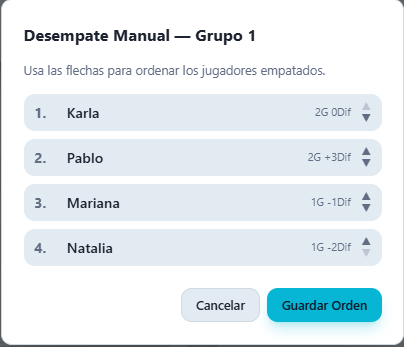 Desempate Manual — Grupo 1
Usa las flechas para ordenar los jugadores empatados.
1. Karla 2G 0Dif
2. Pablo 2G +3Dif
3. Mariana 1G -1Dif
4. Natalia 1G -2Dif
Cancelar Guardar Orden